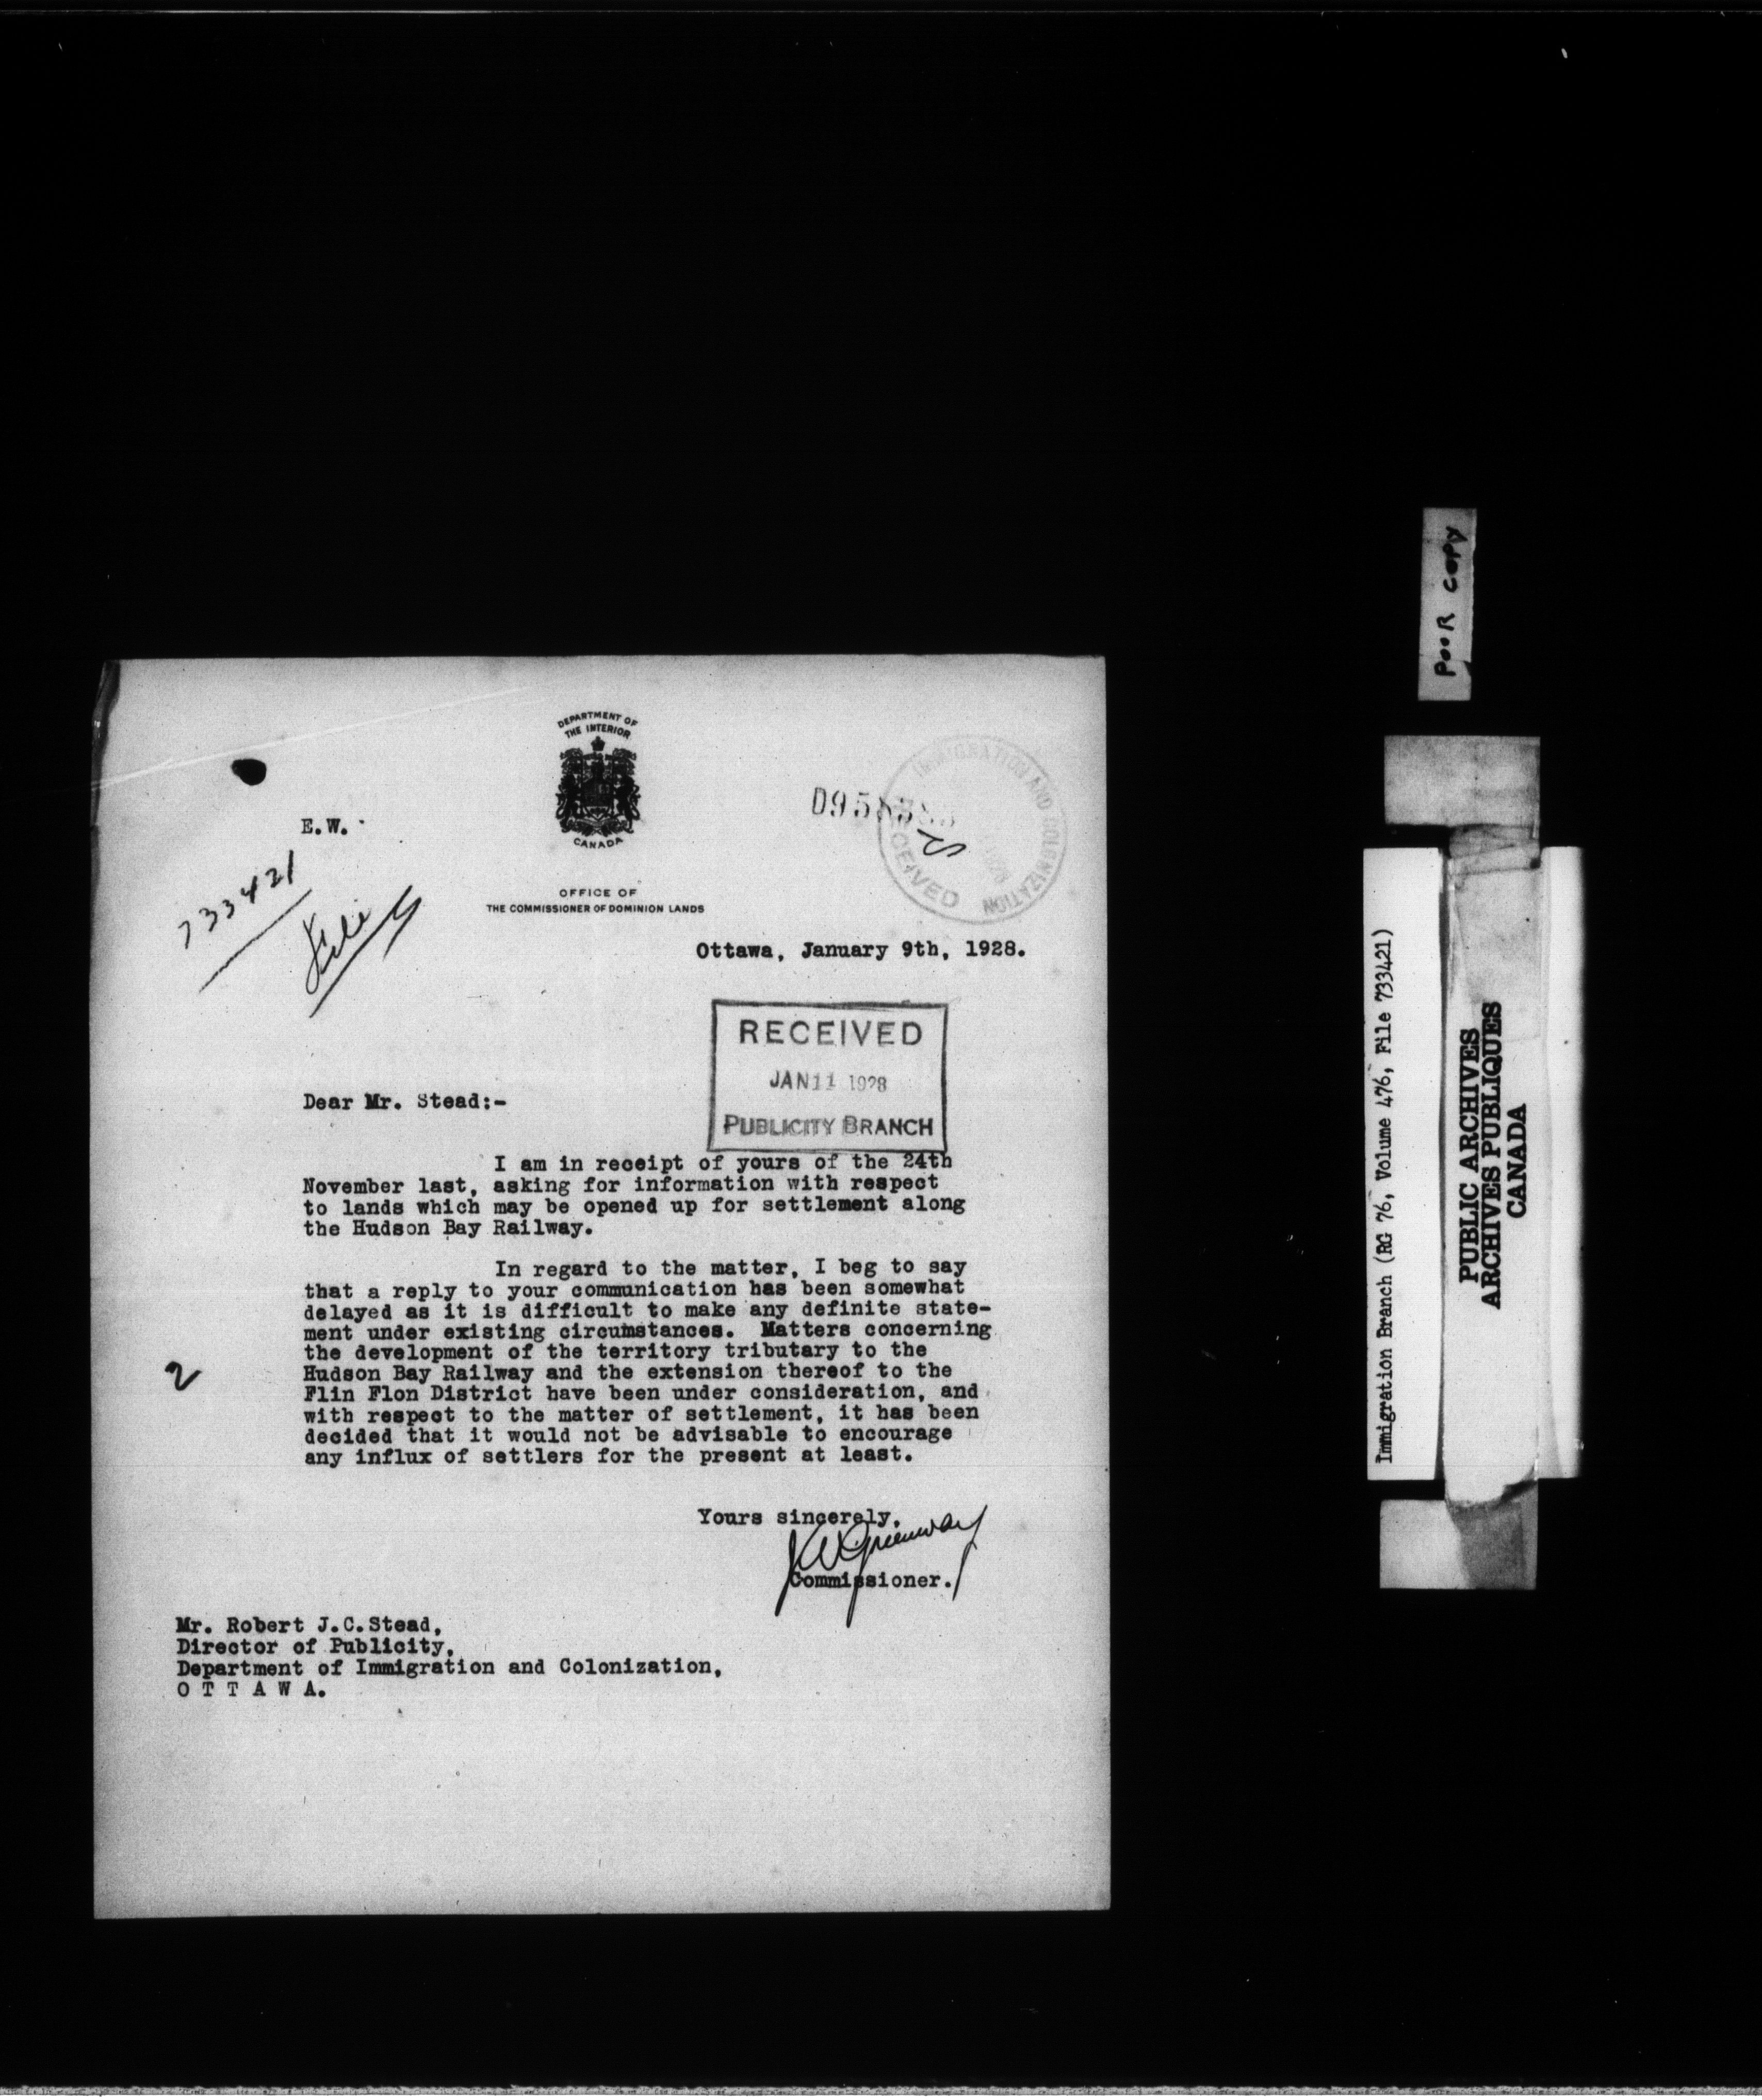 DEPARTMENT OF
THE INTERIOR
CANADA
E.W.
733421
File
OFFICE OF
THE COMMISSIONER OF DOMINION LANDS
IMMIGRATION AND COLONIZATION
RECEIVED
Ottawa, January 9th, 1928.
RECEIVED
JAN 11 1928
PUBLICITY BRANCH
Dear Mr. Stead:-
I am in receipt of yours of the 24th
November last, asking for information with respect
to lands which may be opened up for settlement along
the Hudson Bay Railway.
In regard to the matter, I beg to say
that a reply to your communication has been somewhat
delayed as it is difficult to make any definite state-
ment under existing circumstances. Matters concerning
the development of the territory tributary to the
Hudson Bay Railway and the extension thereof to the
Flin Flon District have been under consideration, and
with respect to the matter of settlement, it has been
decided that it would not be advisable to encourage
any influx of settlers for the present at least.
2
Yours sincerely,
JW Greenway
Commissioner.
Mr. Robert J.C.Stead,
Director of Publicity,
Department of Immigration and Colonization,
O T T A W A.
POOR COPY
Immigration Branch (RG 76, Volume 476, File 733421)
PUBLIC ARCHIVES
ARCHIVES PUBLIQUES
CANADA